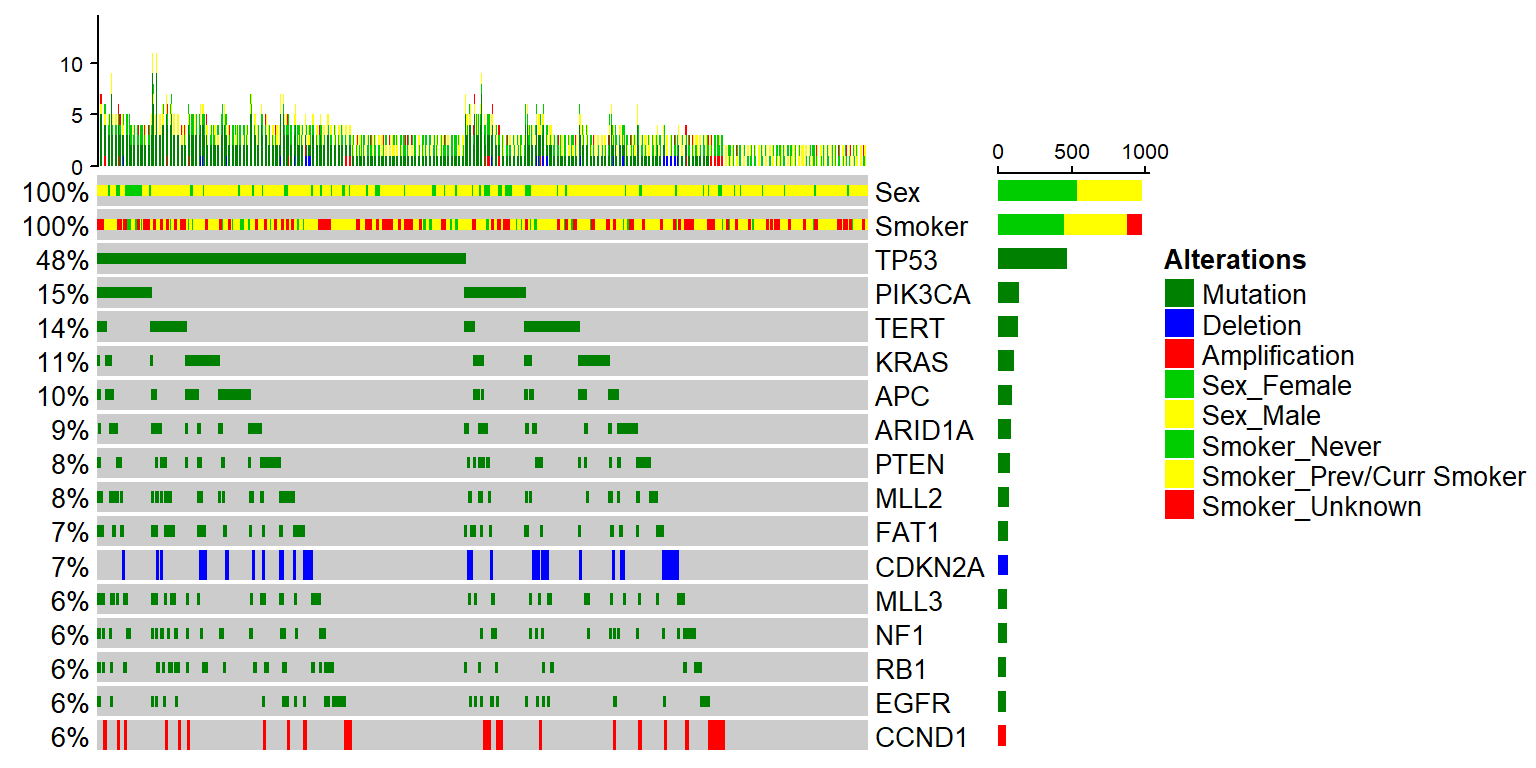 10
5
0
0 500 1000
100% Sex
100% Smoker
48% TP53
15% PIK3CA
14% TERT
11% KRAS
10% APC
9% ARID1A
8% PTEN
8% MLL2
7% FAT1
7% CDKN2A
6% MLL3
6% NF1
6% RB1
6% EGFR
6% CCND1
Alterations
Mutation
Deletion
Amplification
Sex_Female
Sex_Male
Smoker_Never
Smoker_Prev/Curr Smoker
Smoker_Unknown